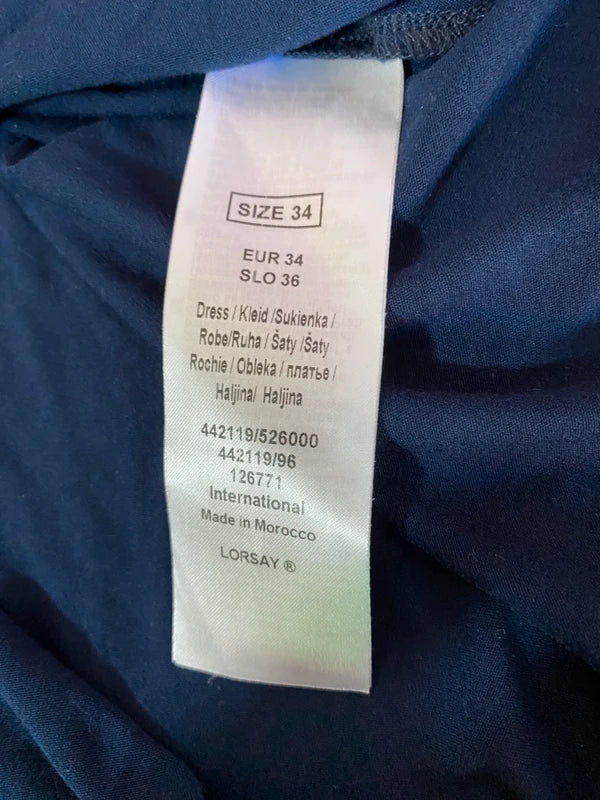 SIZE 34
EUR 34
SLO 36
Dress / Kleid /Sukienka /
Robe/Ruha / Šaty /Šaty
Rochie / Obleka / платье /
Haljina/ Haljina
442119/526000
442119/96
126771
International
Made in Morocco
LORSAY ®